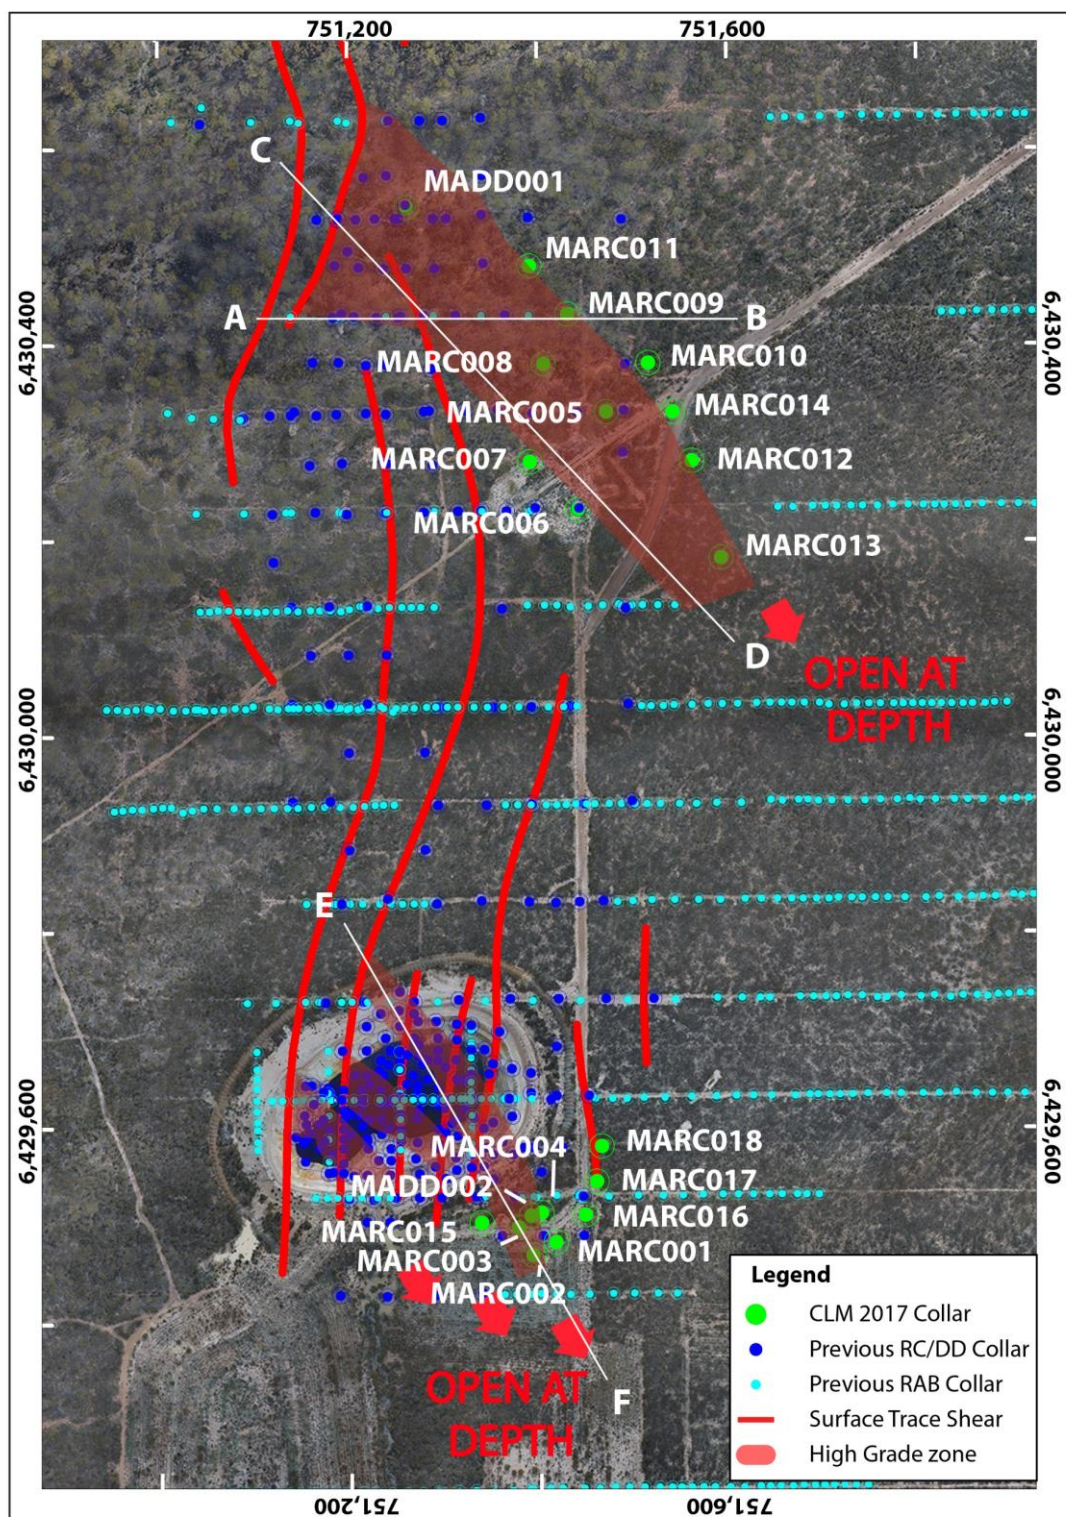 751,200
751,600
C
MADD001
MARC011
MARC009
A
B
6,430,400
6,430,400
MARC008
MARC010
MARC005
MARC014
MARC007
MARC012
MARC006
MARC013
D
OPEN AT
DEPTH
6,430,000
6,430,000
E
6,429,600
6,429,600
MARC004
MARC018
MADD002
MARC017
MARC015
MARC016
MARC003
MARC001
MARC002
OPEN AT
DEPTH
F
Legend
CLM 2017 Collar
Previous RC/DD Collar
Previous RAB Collar
Surface Trace Shear
High Grade zone
751,200
751,600